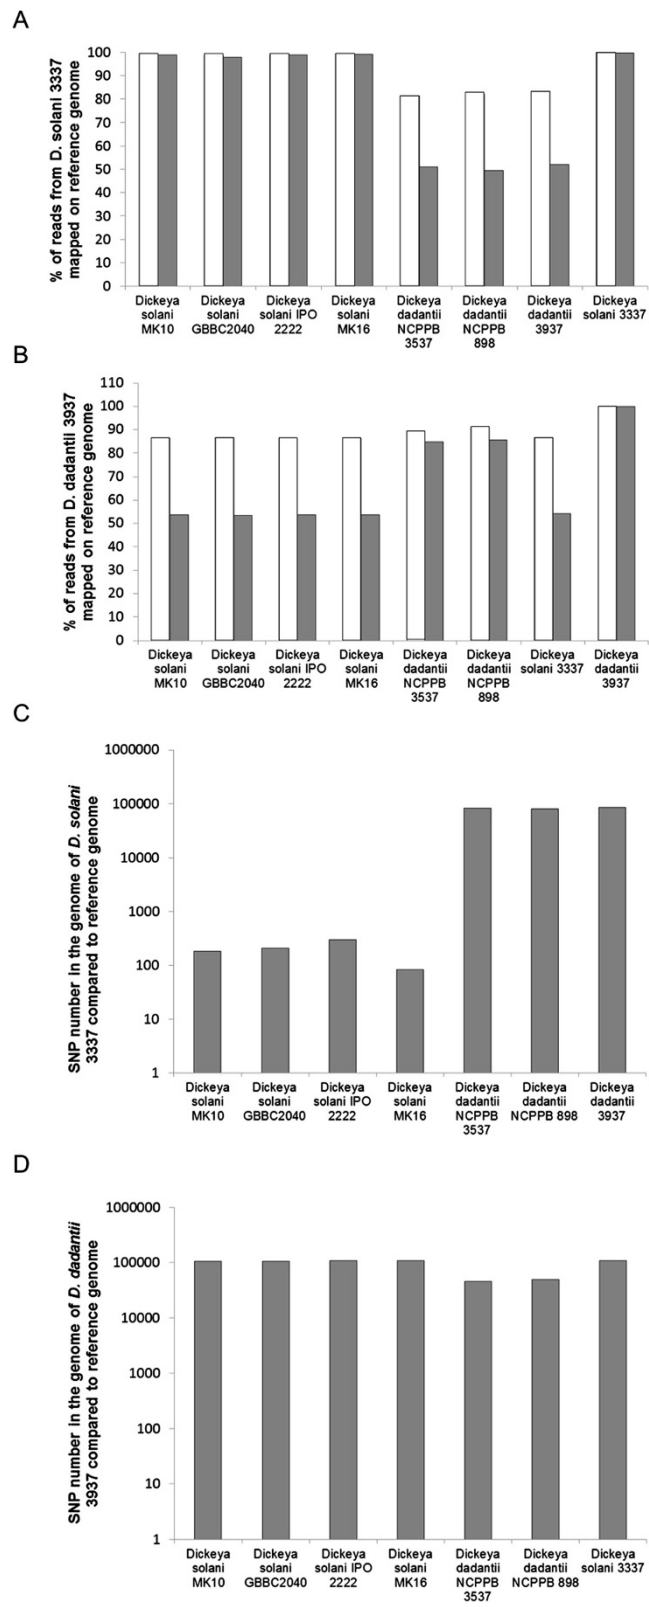 A
% of reads from D. solani 3337
mapped on reference genome
100
90
80
70
60
50
40
30
20
10
0
Dickeya
solani
MK10
Dickeya
solani
GBBC2040
Dickeya
solani IPO
2222
Dickeya
solani
MK16
Dickeya
dadantii
NCPPB
3537
Dickeya
dadantii
NCPPB
898
Dickeya
dadantii
3937
Dickeya
solani 3337
B
% of reads from D. dadantii 3937
mapped on reference genome
110
100
90
80
70
60
50
40
30
20
10
0
Dickeya
solani
MK10
Dickeya
solani
GBBC2040
Dickeya
solani IPO
2222
Dickeya
solani
MK16
Dickeya
dadantii
NCPPB
3537
Dickeya
dadantii
NCPPB
898
Dickeya
solani 3337
Dickeya
dadantii
3937
C
SNP number in the genome of D. solani
3337 compared to reference genome
1000000
100000
10000
1000
100
10
1
Dickeya
solani
MK10
Dickeya
solani
GBBC2040
Dickeya
solani IPO
2222
Dickeya
solani
MK16
Dickeya
dadantii
NCPPB
3537
Dickeya
dadantii
NCPPB 898
Dickeya
dadantii
3937
D
SNP number in the genome of D. dadantii
3937 compared to reference genome
1000000
100000
10000
1000
100
10
1
Dickeya
solani
MK10
Dickeya
solani
GBBC2040
Dickeya
solani IPO
2222
Dickeya
solani
MK16
Dickeya
dadantii
NCPPB
3537
Dickeya
dadantii
NCPPB 898
Dickeya
solani 3337